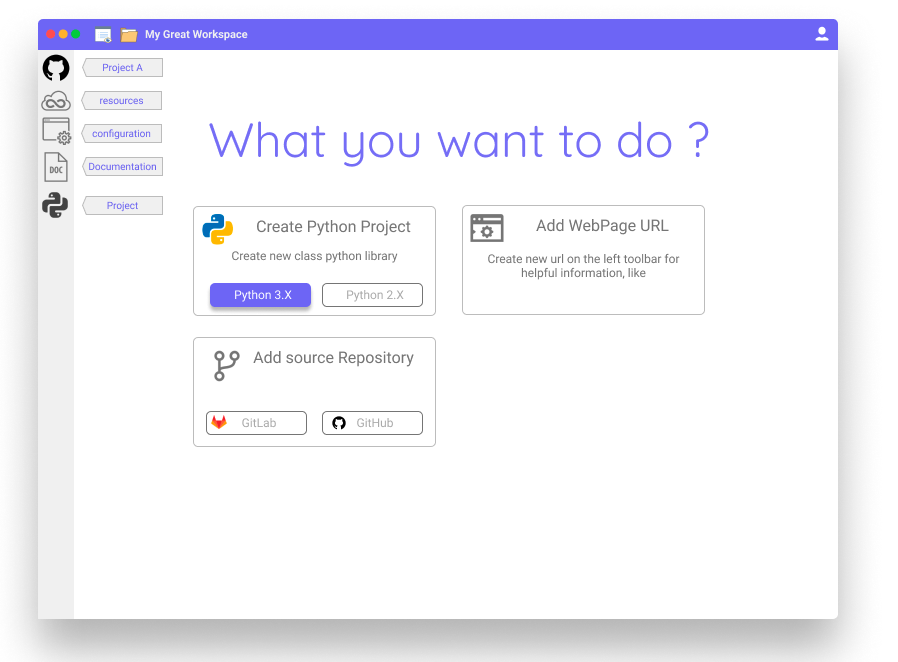 My Great Workspace
Project A
resources
configuration
DOC
Documentation
Project
What you want to do ?
Create Python Project
Create new class python library
Python 3.X
Python 2.X
Add WebPage URL
Create new url on the left toolbar for
helpful information, like
Add source Repository
GitLab
GitHub